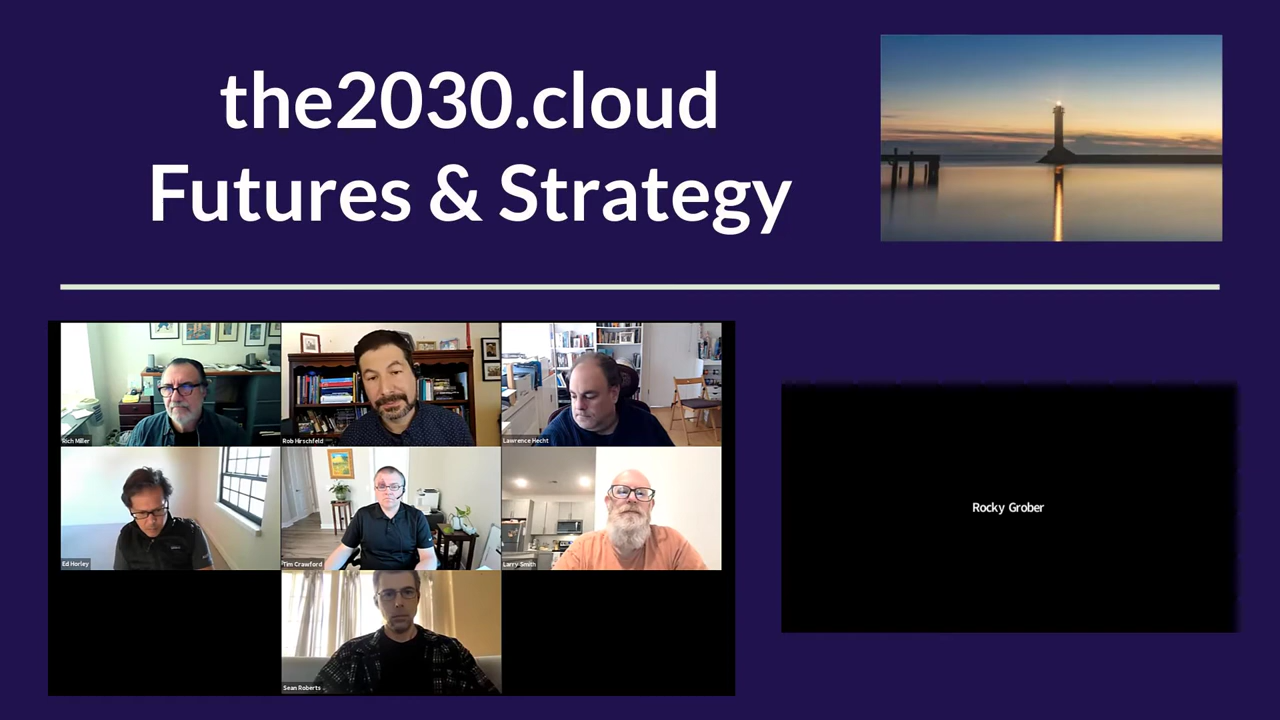 the2030.cloud
Futures & Strategy
Rich Miller
Rob Hirschfeld
Lawrence Hecht
Ed Horley
Tim Crawford
Larry Smith
Sean Roberts
Rocky Grober